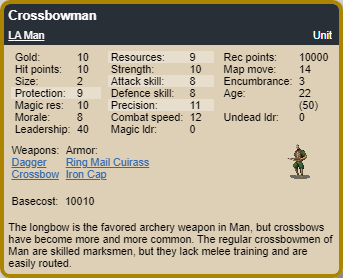 Crossbowman
LA Man Unit
Gold: 10 Resources: 9 Rec points: 10000
Hit points: 10 Strength: 10 Map move: 14
Size: 2 Attack skill: 8 Encumbrance: 3
Protection: 9 Defence skill: 8 Age: 22
Magic res: 10 Precision: 11 (50)
Morale: 8 Combat speed: 12 Undead ldr: 0
Leadership: 40 Magic ldr: 0
Weapons: Armor:
Dagger Ring Mail Cuirass
Crossbow Iron Cap
Basecost: 10010
The longbow is the favored archery weapon in Man, but crossbows
have become more and more common. The regular crossbowmen of
Man are skilled marksmen, but they lack melee training and are
easily routed.